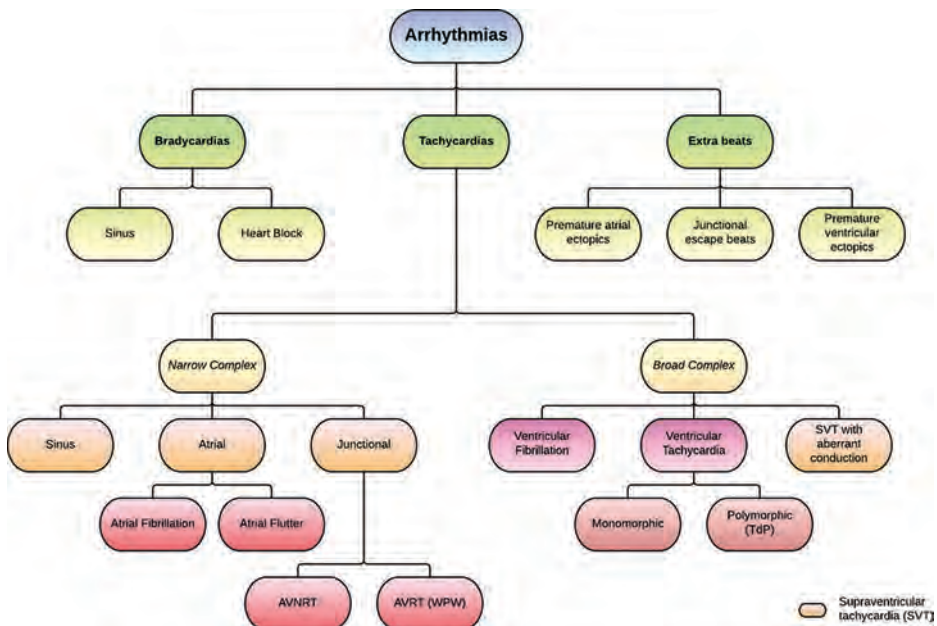 Arrhythmias
Bradycardias
Tachycardias
Extra beats
Sinus
Heart Block
Premature atrial
ectopics
Junctional
escape beats
Premature
ventricular
ectopics
Narrow Complex
Broad Complex
Sinus
Atrial
Junctional
Ventricular
Fibrillation
Ventricular
Tachycardia
SVT with
aberrant
conduction
Atrial Fibrillation
Atrial Flutter
Monomorphic
Polymorphic
(TdP)
AVNRT
AVRT (WPW)
Supraventricular
tachycardia (SVT)